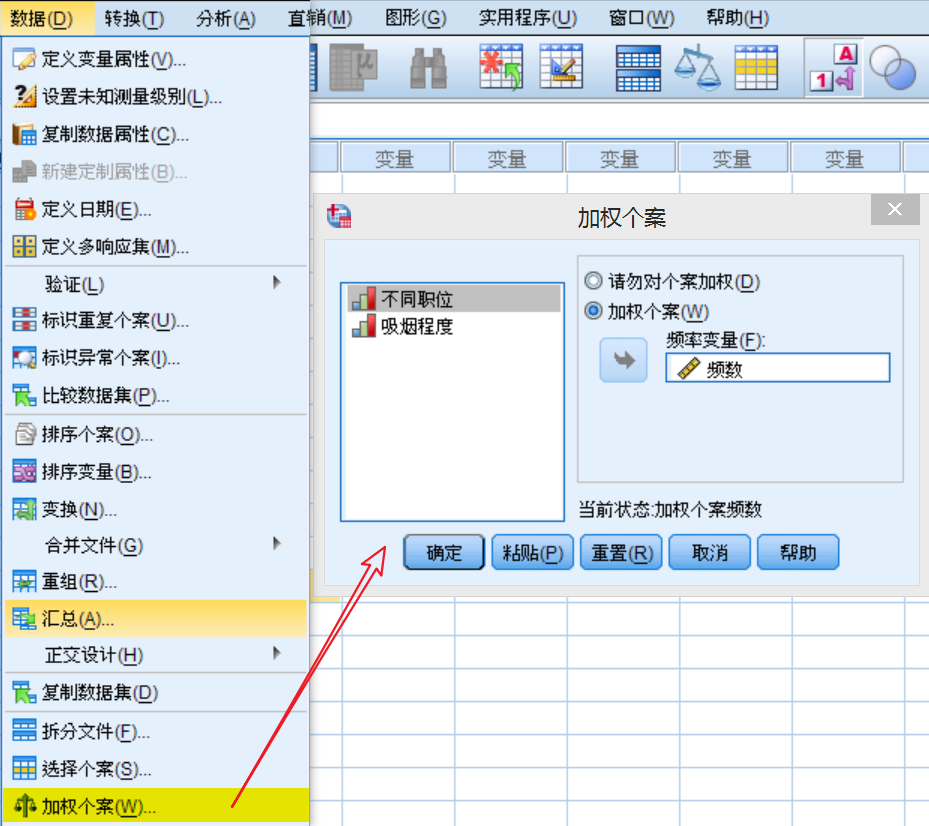 数据(D) 转换(T) 分析(A) 直销(M) 图形(G) 实用程序(U) 窗口(W) 帮助(H)
定义变量属性(V)...
设置未知测量级别(L)...
复制数据属性(C)...
新建定制属性(B)...
定义日期(E)...
定义多响应集(M)...
验证(L)
标识重复个案(U)...
标识异常个案(I)...
比较数据集(P)...
排序个案(O)...
排序变量(B)...
变换(N)...
合并文件(G)
重组(R)...
汇总(A)...
正交设计(H)
复制数据集(D)
拆分文件(F)...
选择个案(S)...
加权个案(W)...
μ
A
1
变量 变量 变量 变量 变量
加权个案
不同职位
吸烟程度
请勿对个案加权(D)
加权个案(W)
频率变量(F):
频数
当前状态:加权个案频数
确定 粘贴(P) 重置(R) 取消 帮助